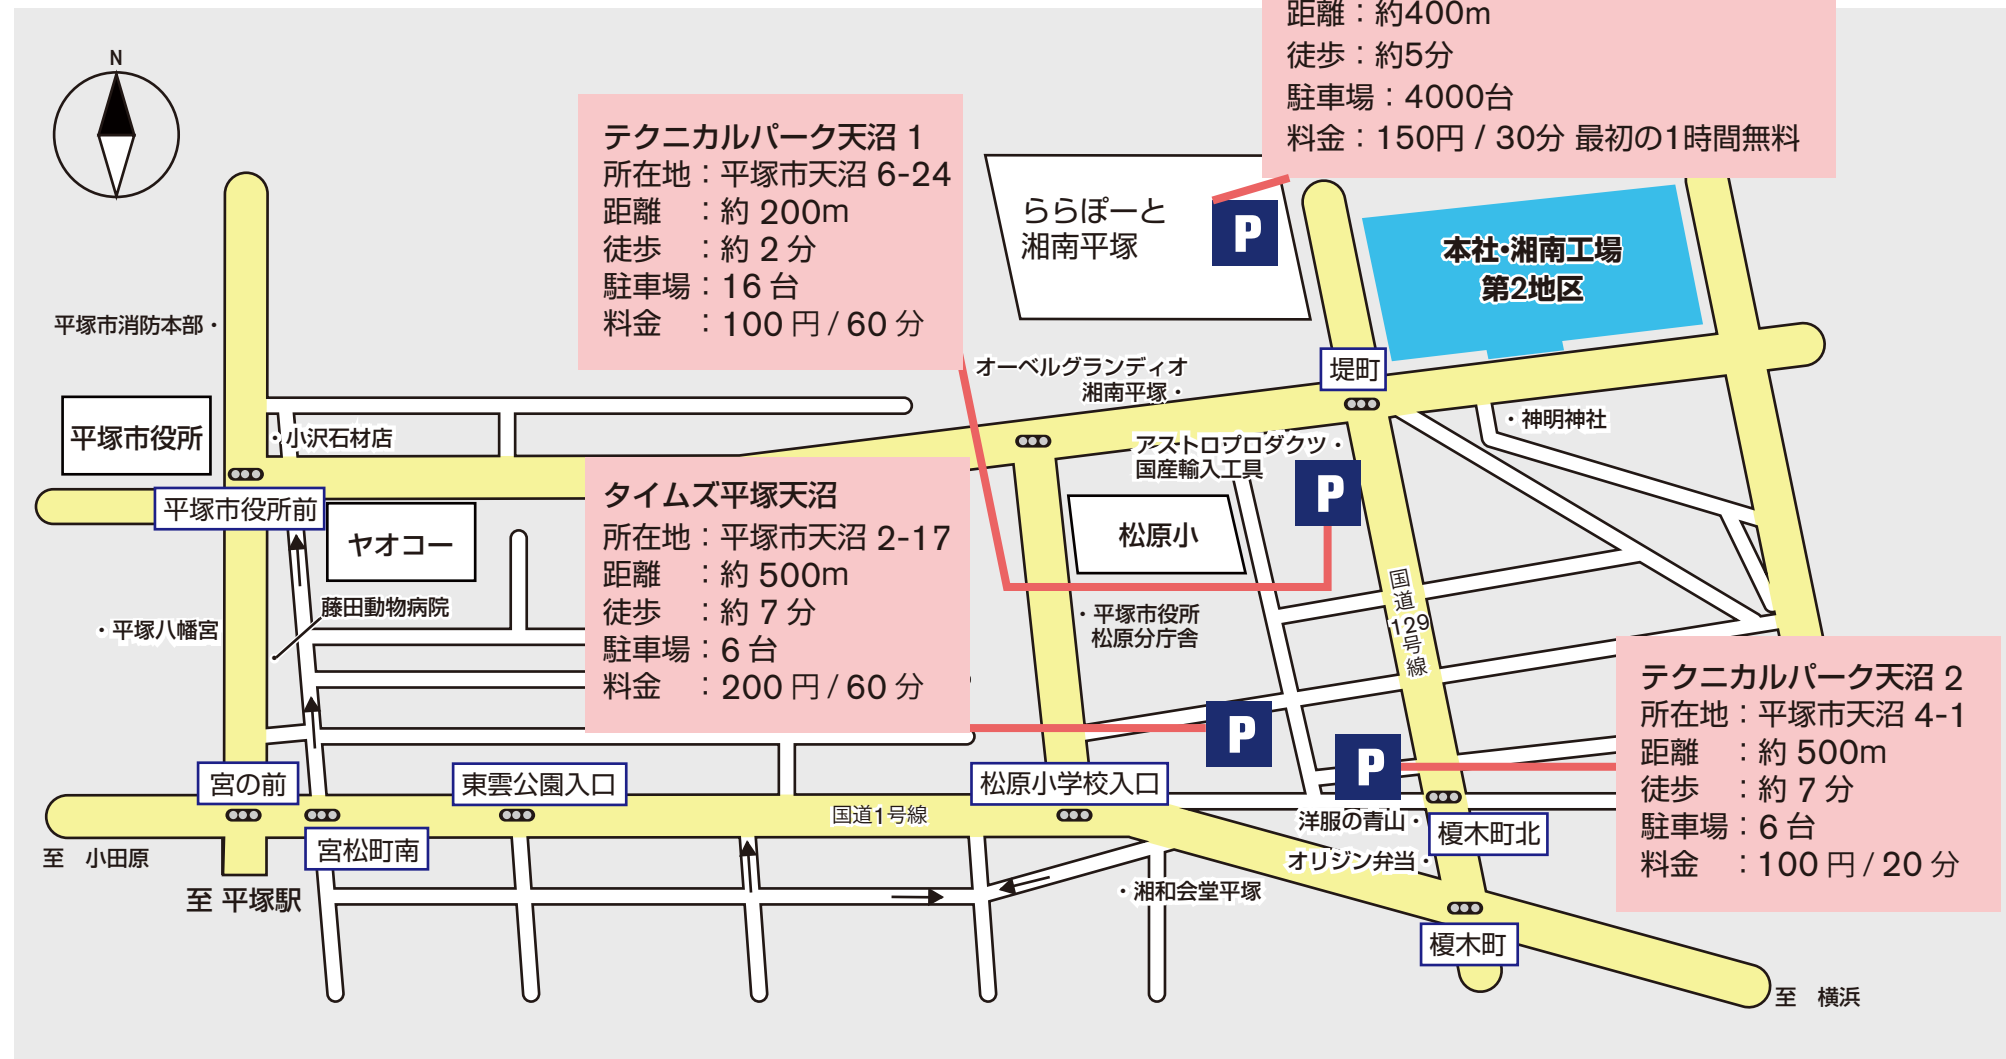 距離：約400m
徒歩：約5分
駐車場：4000台
料金：150円 / 30分 最初の1時間無料
N
テクニカルパーク天沼 1
所在地：平塚市天沼 6-24
距離　：約 200m
徒歩　：約 2 分
駐車場：16 台
料金　：100 円 / 60 分
ららぽーと
湘南平塚
P
本社・湘南工場
第2地区
平塚市消防本部・
堤町
オーベルグランディオ
湘南平塚・
平塚市役所
・小沢石材店
・神明神社
アストロプロダクツ・
国産輸入工具
P
平塚市役所前
ヤオコー
タイムズ平塚天沼
所在地：平塚市天沼 2-17
距離　：約 500m
徒歩　：約 7 分
駐車場：6 台
料金　：200 円 / 60 分
松原小
国道129号線
藤田動物病院
・平塚八幡宮
・平塚市役所
松原分庁舎
テクニカルパーク天沼 2
所在地：平塚市天沼 4-1
距離　：約 500m
徒歩　：約 7 分
駐車場：6 台
料金　：100 円 / 20 分
P
P
宮の前
東雲公園入口
松原小学校入口
国道1号線
洋服の青山・
榎木町北
宮松町南
オリジン弁当・
至　小田原
至 平塚駅
・湘和会堂平塚
榎木町
至　横浜